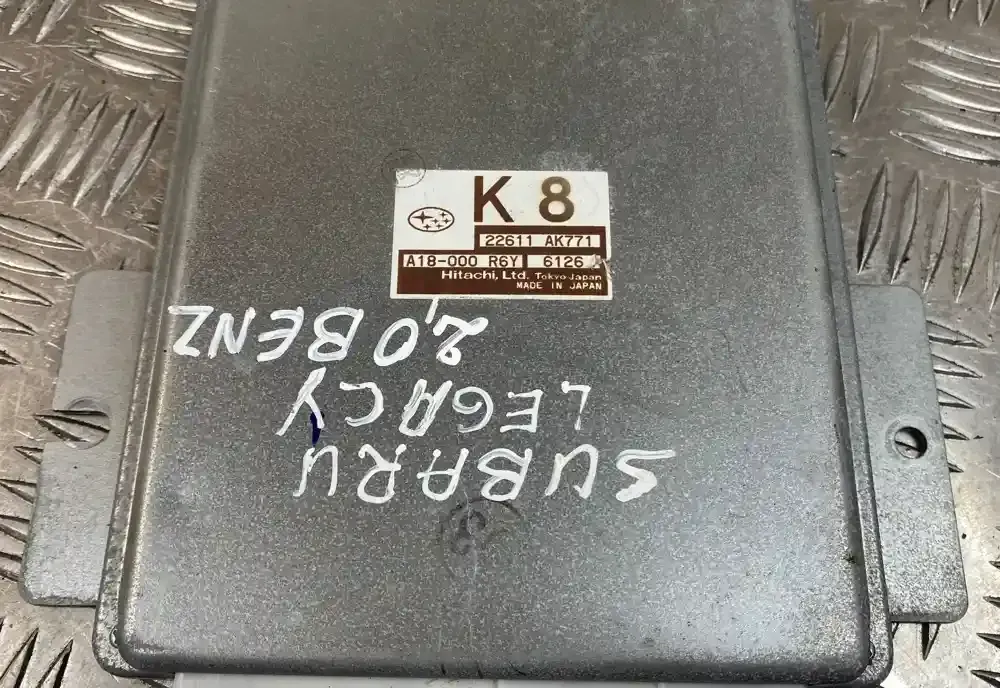 K 8
22611 AK771
A18-000 R6Y 6126
Hitachi, Ltd. Tokyo Japan
MADE IN JAPAN
SUBARU
LEGACY
2,0 BENZ